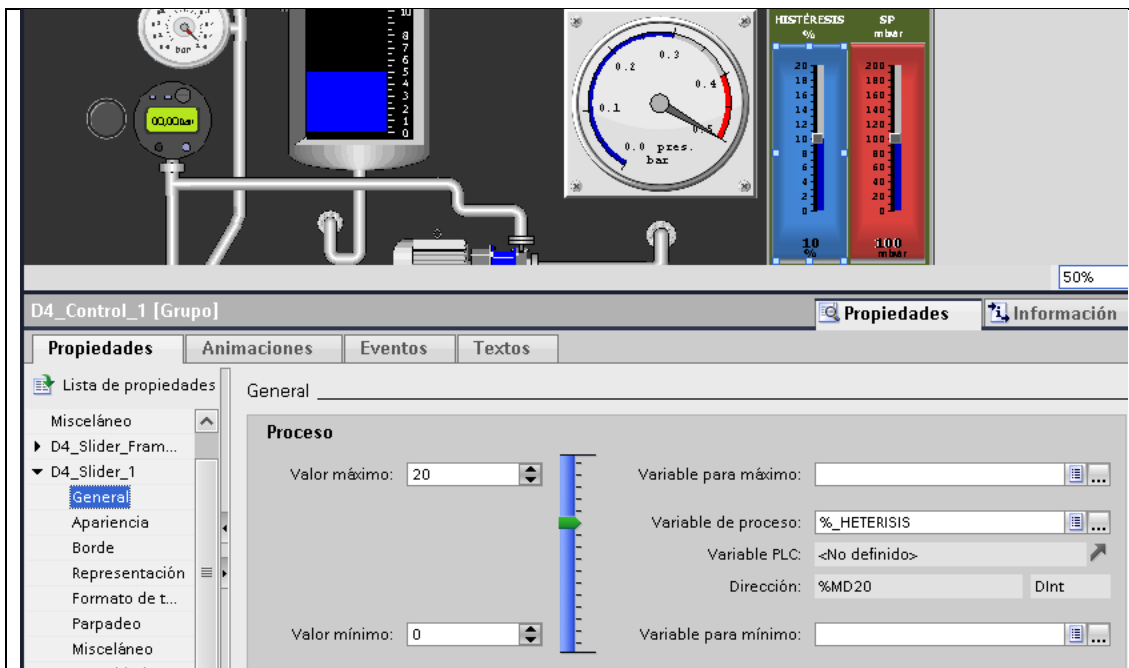 bar
00,00bar
10
8
7
6
5
4
3
2
1
0
0.0
0.1
0.2
0.3
0.4
0.5
pres.
bar
HISTÉRESIS
%
20
18
16
14
12
10
8
6
4
2
0
10
%
SP
mbar
200
180
160
140
120
100
80
60
40
20
0
100
mbar
50%
D4_Control_1 [Grupo]
Propiedades
Información
Propiedades Animaciones Eventos Textos
Lista de propiedades
Misceláneo
D4_Slider_Fram...
D4_Slider_1
General
Apariencia
Borde
Representación
Formato de t...
Parpadeo
Misceláneo
General
Proceso
Valor máximo: 20
Variable para máximo:
...
Variable de proceso: %_HETERISIS
...
Variable PLC: <No definido>
Dirección: %MD20 DInt
Valor mínimo: 0
Variable para mínimo:
...